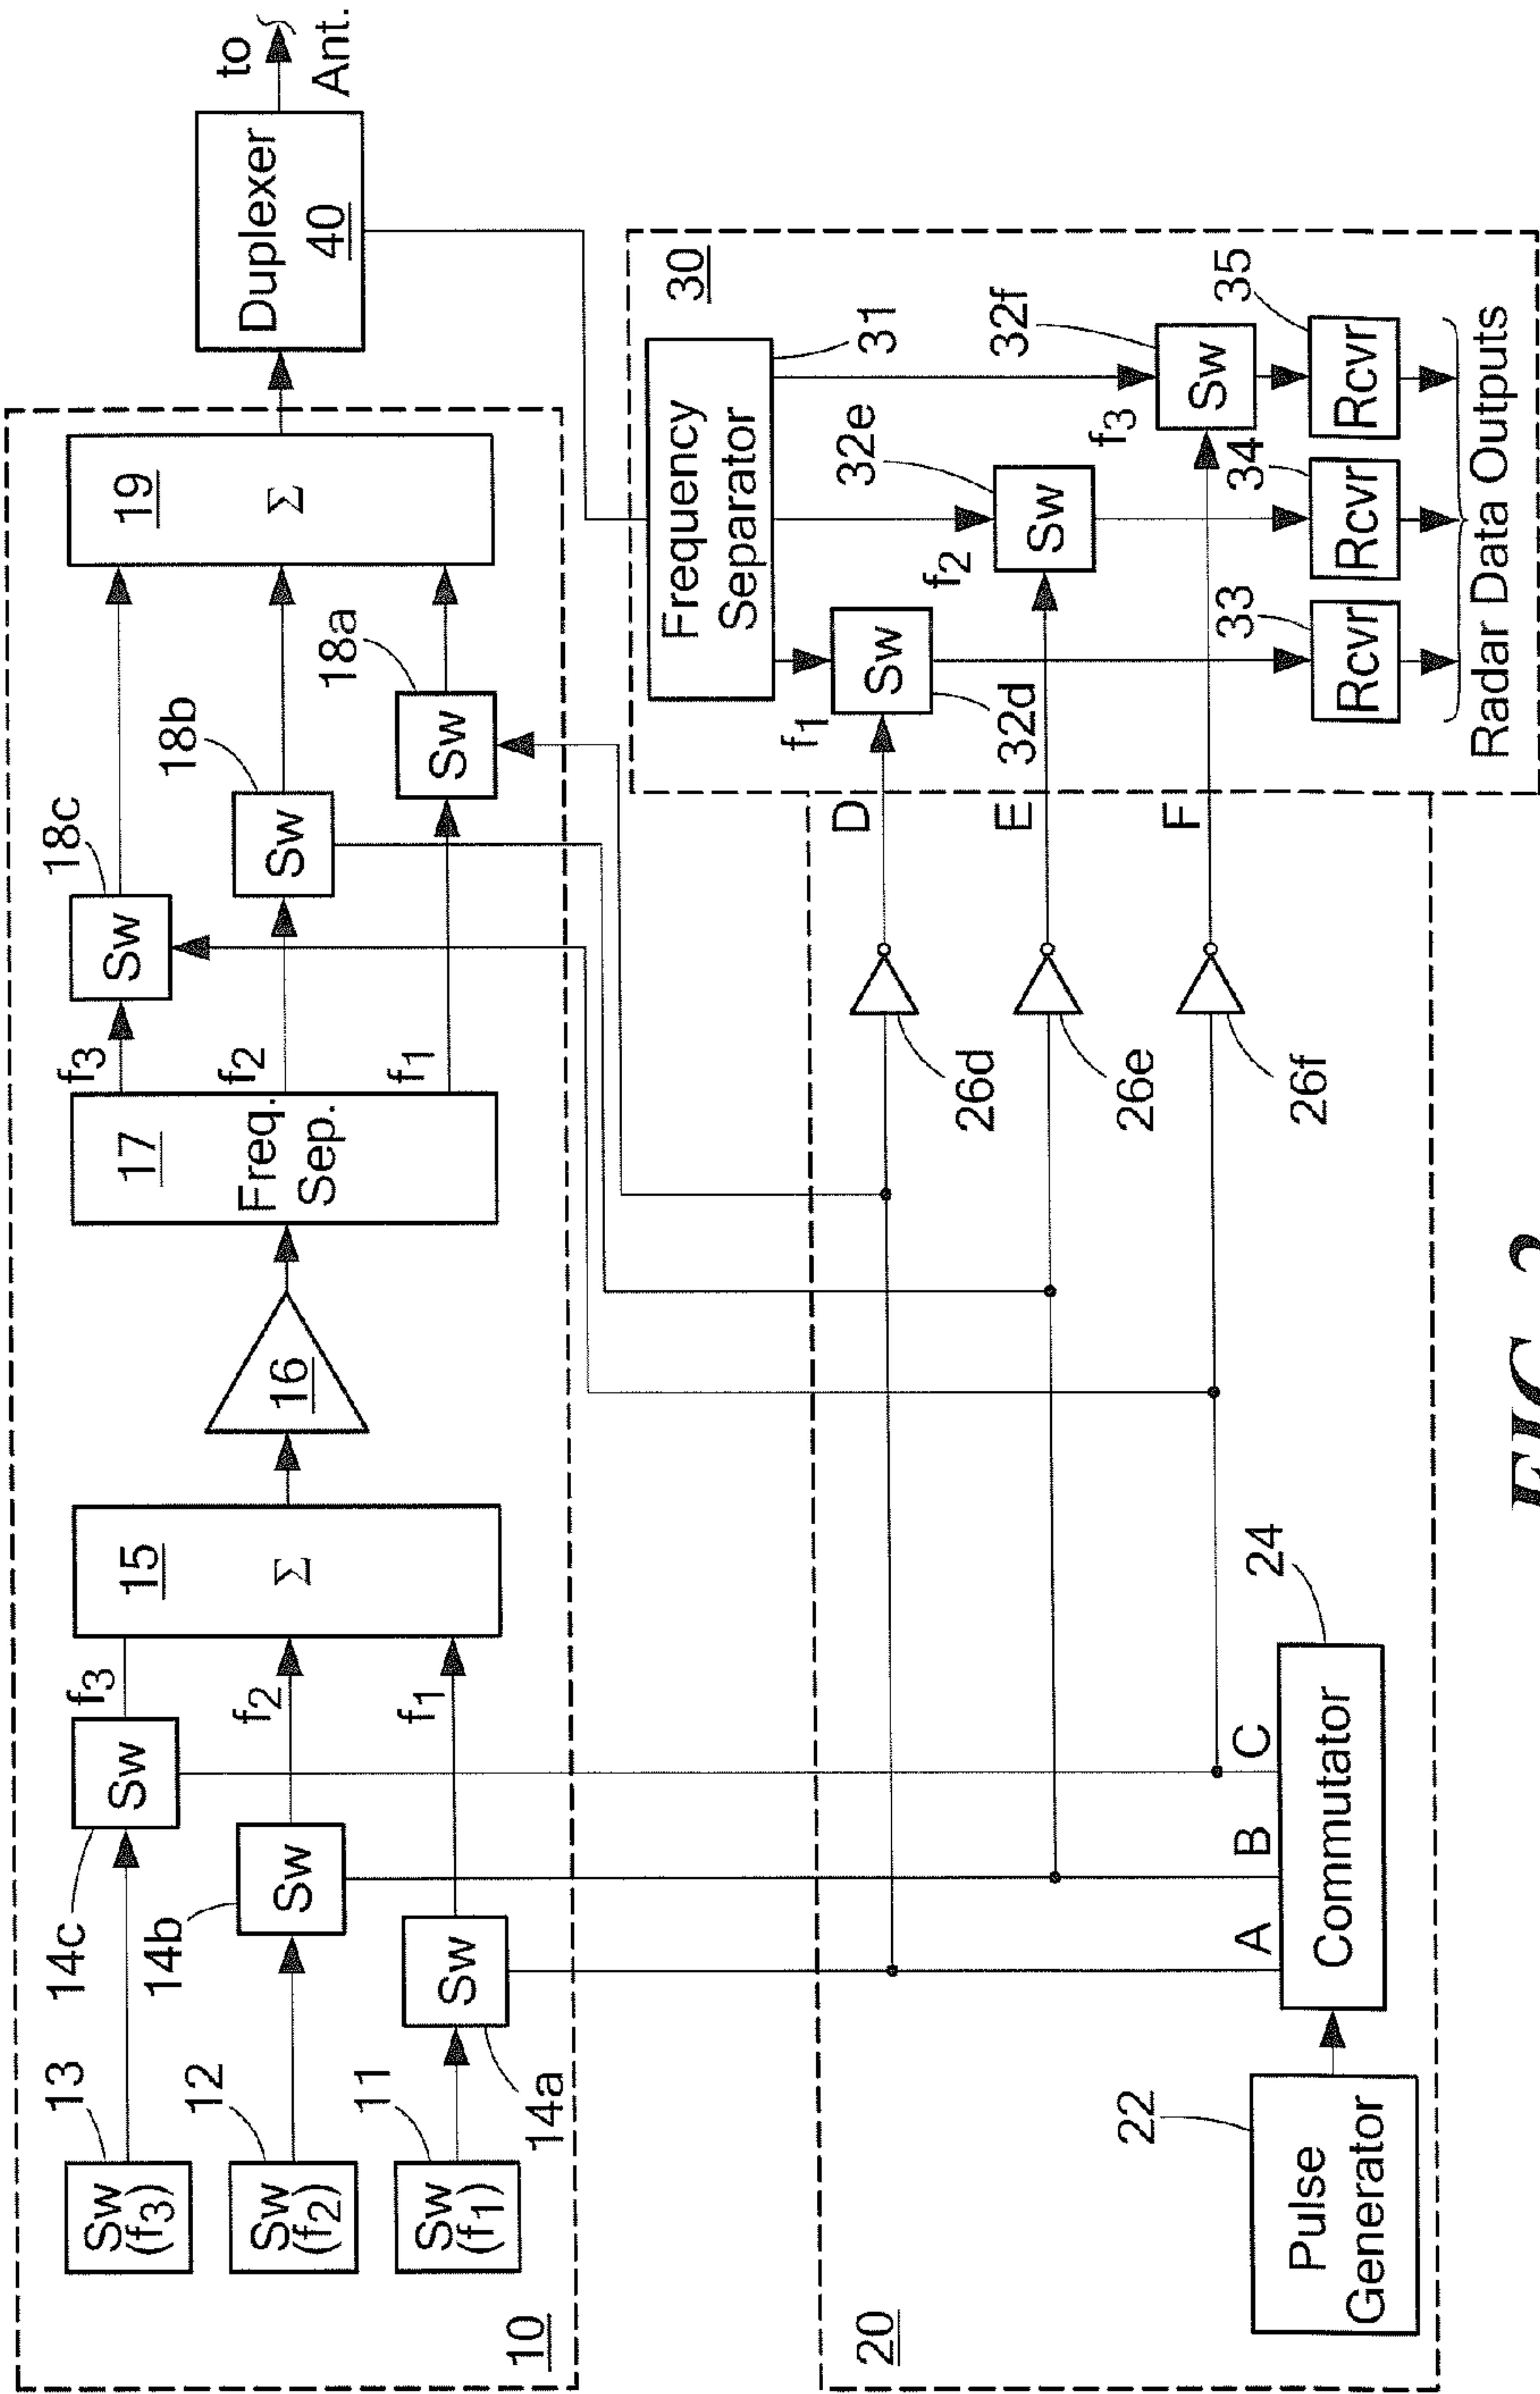 13
Sw
(f3)
12
Sw
(f2)
11
Sw
(f1)
10
14c
Sw
14b
Sw
14a
Sw
f3
f2
f1
15
Σ
16
17
Freq.
Sep.
f3
f2
f1
18c
Sw
18b
Sw
18a
Sw
19
Σ
Duplexer
40
to
Ant.
20
22
Pulse
Generator
24
Commutator
A
B
C
26d
26e
26f
D
E
F
30
Frequency
Separator
31
f1
Sw
32d
f2
Sw
32e
f3
Sw
32f
33
Rcvr
34
Rcvr
35
Rcvr
Radar Data Outputs